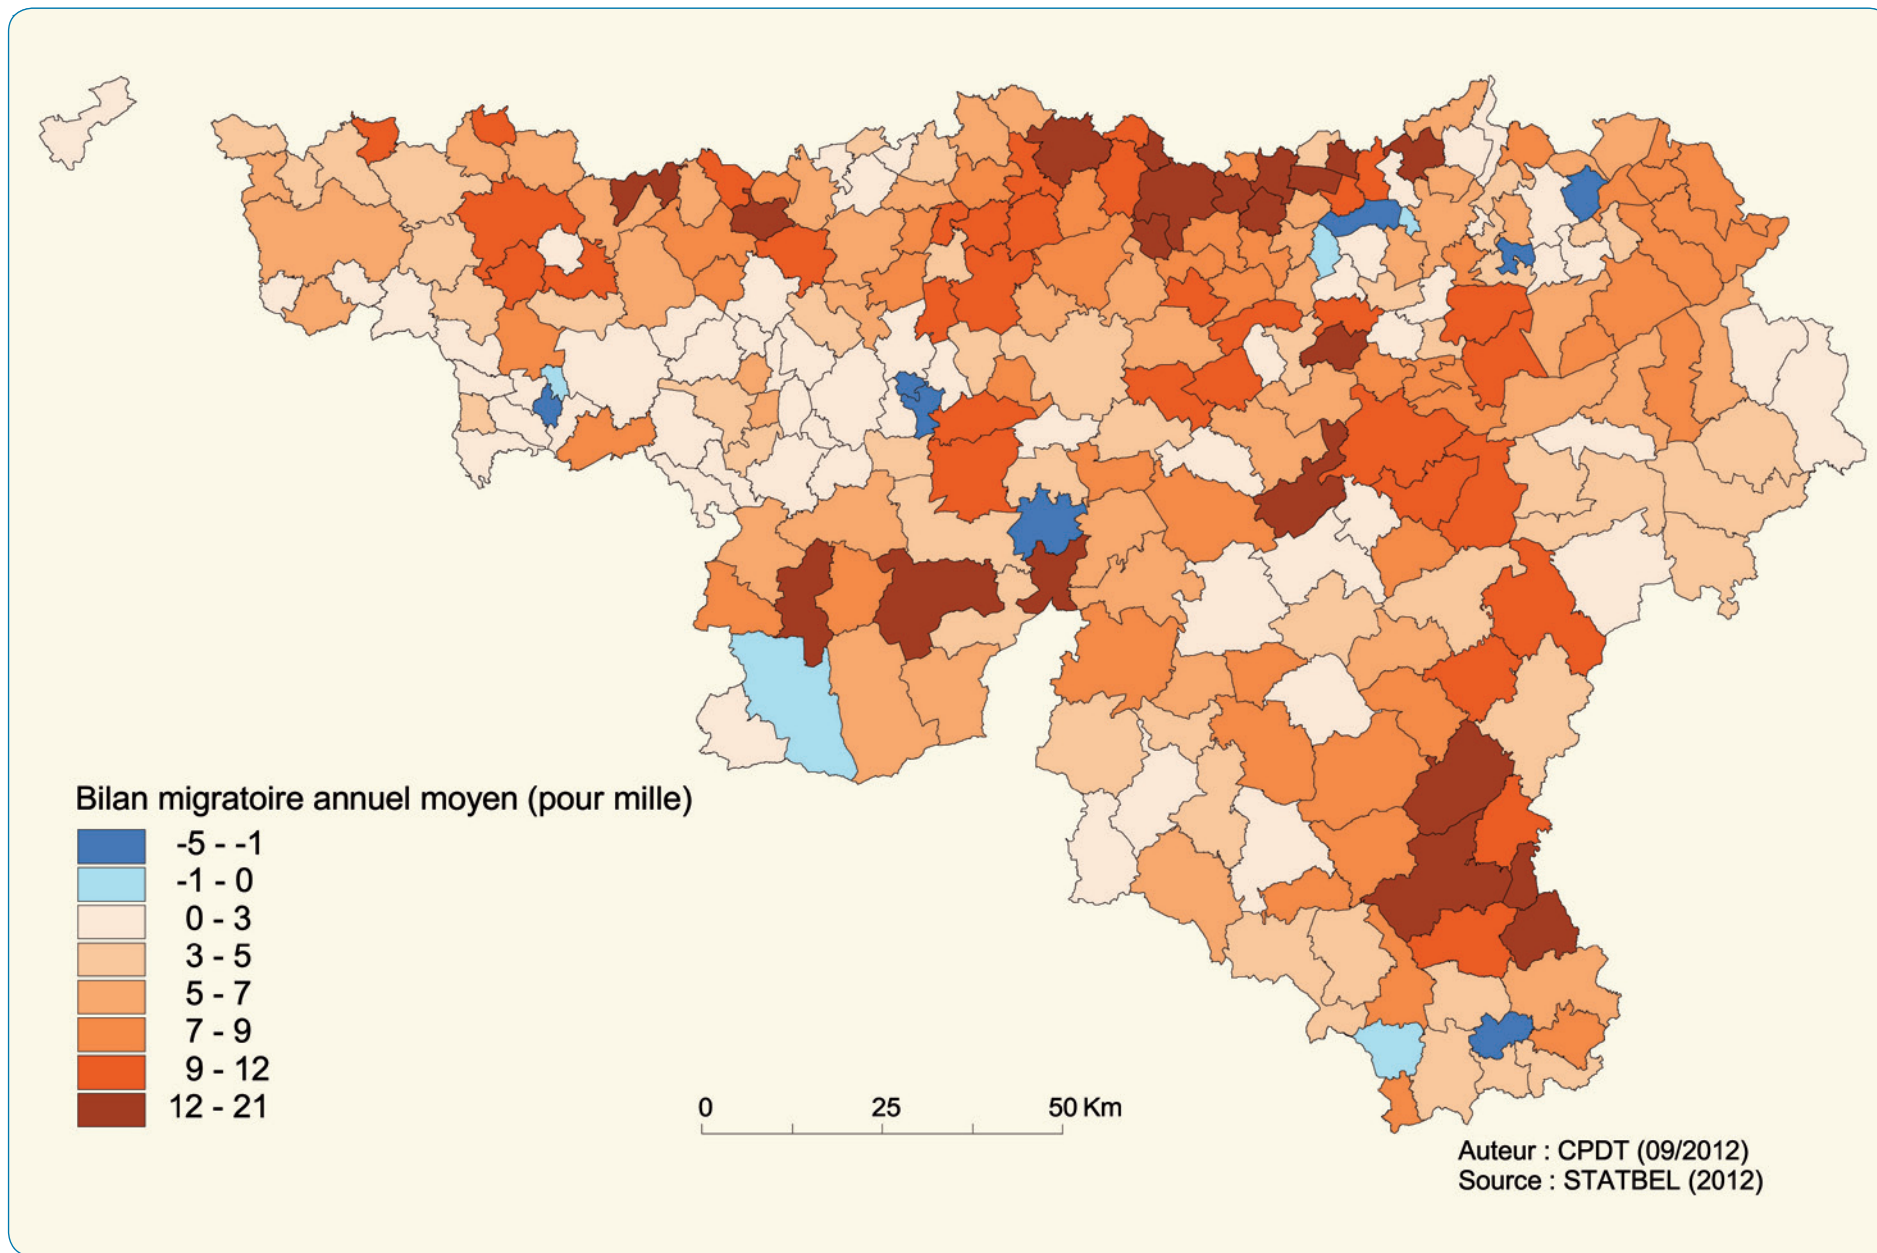 Bilan migratoire annuel moyen (pour mille)
-5 - -1
-1 - 0
0 - 3
3 - 5
5 - 7
7 - 9
9 - 12
12 - 21
0 25 50 Km
Auteur : CPDT (09/2012)
Source : STATBEL (2012)